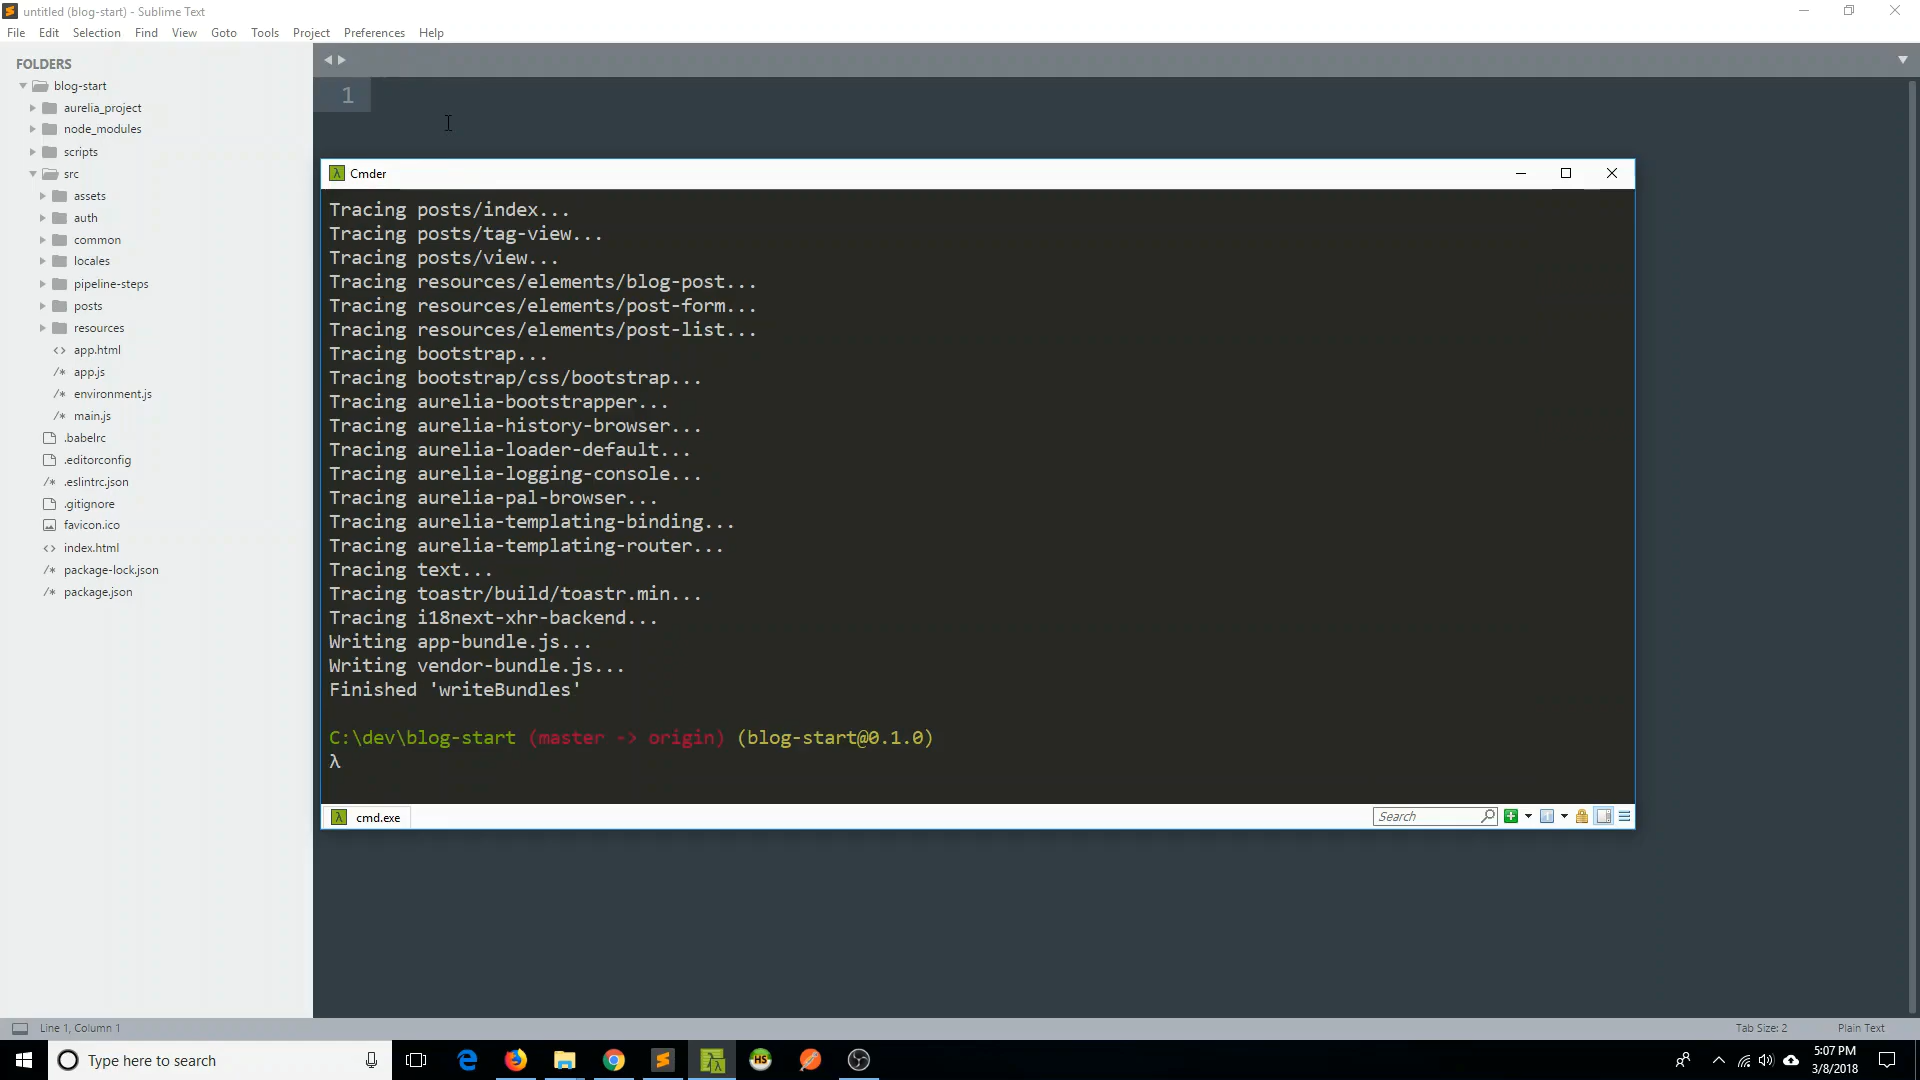 untitled (blog-start) - Sublime Text
File Edit Selection Find View Goto Tools Project Preferences Help
FOLDERS
blog-start
aurelia_project
node_modules
scripts
src
assets
auth
common
locales
pipeline-steps
posts
resources
<> app.html
/* app.js
/* environment.js
/* main.js
.babelrc
.editorconfig
/* .eslintrc.json
.gitignore
favicon.ico
<> index.html
/* package-lock.json
/* package.json
1
λ Cmder
Tracing posts/index...
Tracing posts/tag-view...
Tracing posts/view...
Tracing resources/elements/blog-post...
Tracing resources/elements/post-form...
Tracing resources/elements/post-list...
Tracing bootstrap...
Tracing bootstrap/css/bootstrap...
Tracing aurelia-bootstrapper...
Tracing aurelia-history-browser...
Tracing aurelia-loader-default...
Tracing aurelia-logging-console...
Tracing aurelia-pal-browser...
Tracing aurelia-templating-binding...
Tracing aurelia-templating-router...
Tracing text...
Tracing toastr/build/toastr.min...
Tracing i18next-xhr-backend...
Writing app-bundle.js...
Writing vendor-bundle.js...
Finished 'writeBundles'
C:\dev\blog-start (master -> origin) (blog-start@0.1.0)
λ
λ cmd.exe
Search
Line 1, Column 1
Tab Size: 2
Plain Text
Type here to search
HS
5:07 PM
3/8/2018